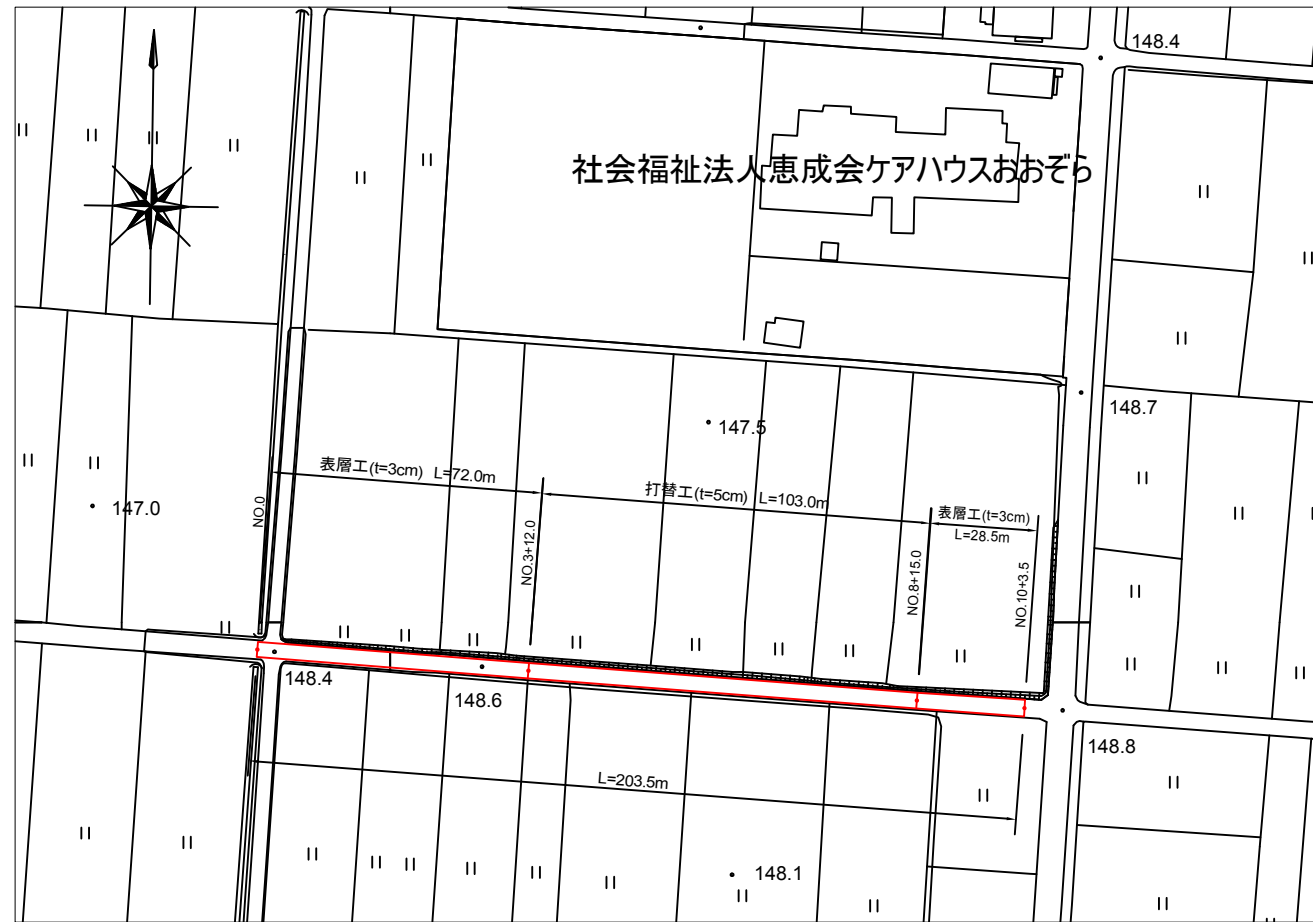 148.4
社会福祉法人恵成会ケアハウスおおぞら
148.7
147.5
147.0
表層工(t=3cm) L=72.0m
打替工(t=5cm) L=103.0m
表層工(t=3cm)
L=28.5m
NO.0
NO.3+12.0
NO.8+15.0
NO.10+3.5
148.4
148.6
148.8
L=203.5m
148.1